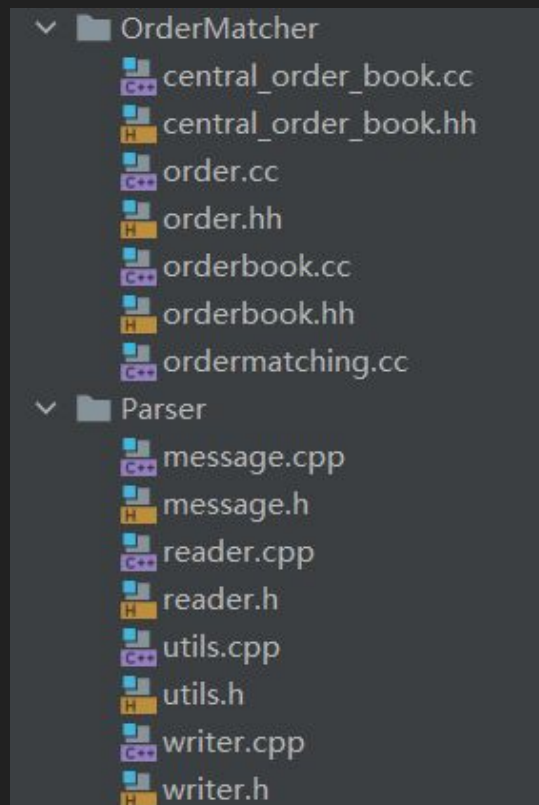 OrderMatcher
C++ central_order_book.cc
H central_order_book.hh
C++ order.cc
H order.hh
C++ orderbook.cc
H orderbook.hh
C++ ordermatching.cc
Parser
C++ message.cpp
H message.h
C++ reader.cpp
H reader.h
C++ utils.cpp
H utils.h
C++ writer.cpp
H writer.h